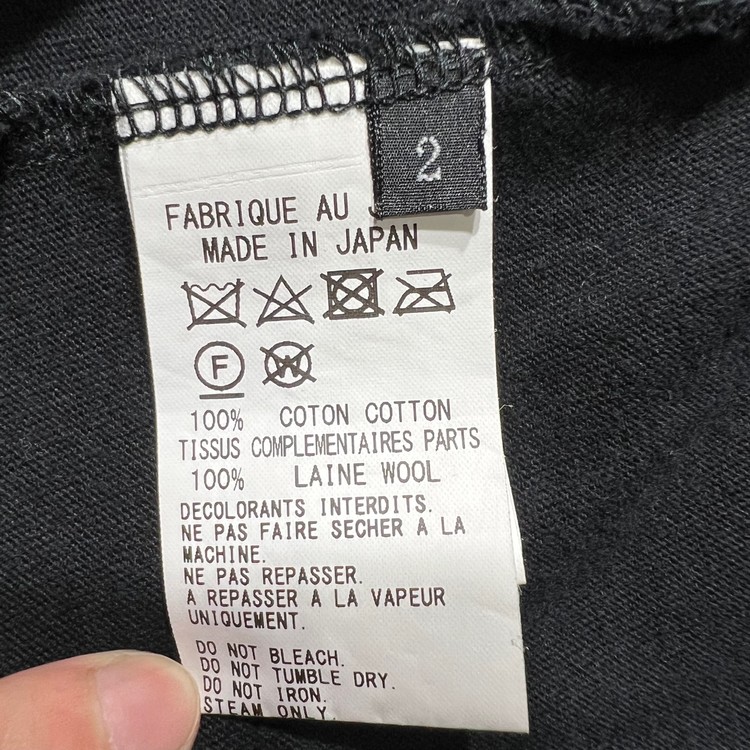 2
FABRIQUE AU
MADE IN JAPAN
F
W
100% COTON COTTON
TISSUS COMPLEMENTAIRES PARTS
100% LAINE WOOL
DECOLORANTS INTERDITS.
NE PAS FAIRE SECHER A LA
MACHINE.
NE PAS REPASSER.
A REPASSER A LA VAPEUR
UNIQUEMENT.
DO NOT BLEACH.
DO NOT TUMBLE DRY.
DO NOT IRON.
STEAM ONLY